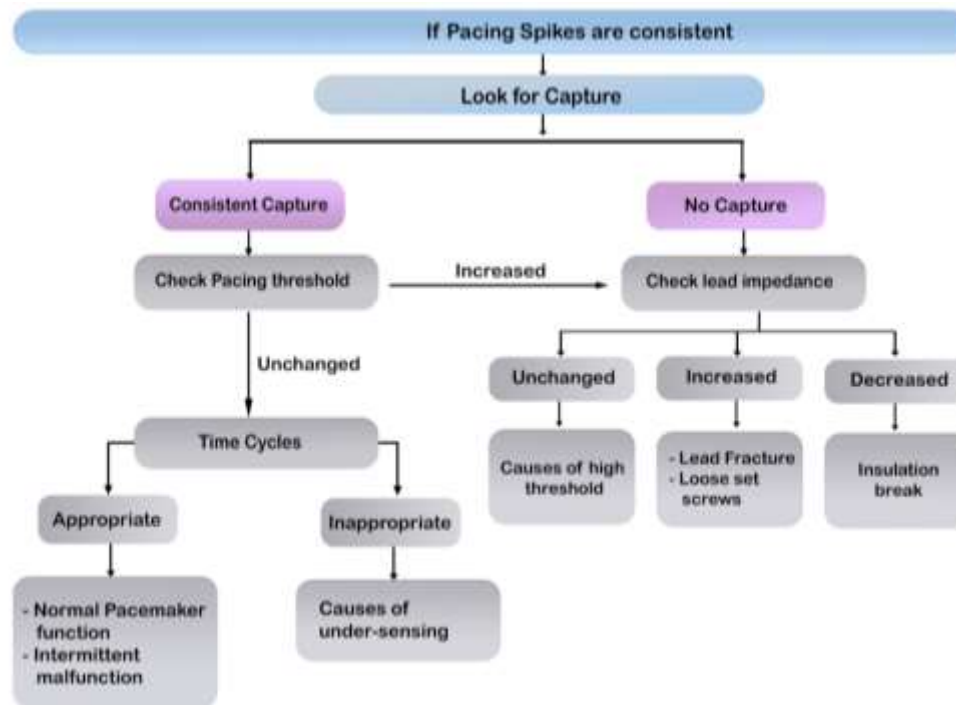 If Pacing Spikes are consistent
Look for Capture
Consistent Capture
No Capture
Check Pacing threshold
Increased
Check lead impedance
Unchanged
Unchanged
Increased
Decreased
Time Cycles
Causes of high
threshold
- Lead Fracture
- Loose set
screws
Insulation
break
Appropriate
Inappropriate
- Normal Pacemaker
function
- Intermittent
malfunction
Causes of
under-sensing